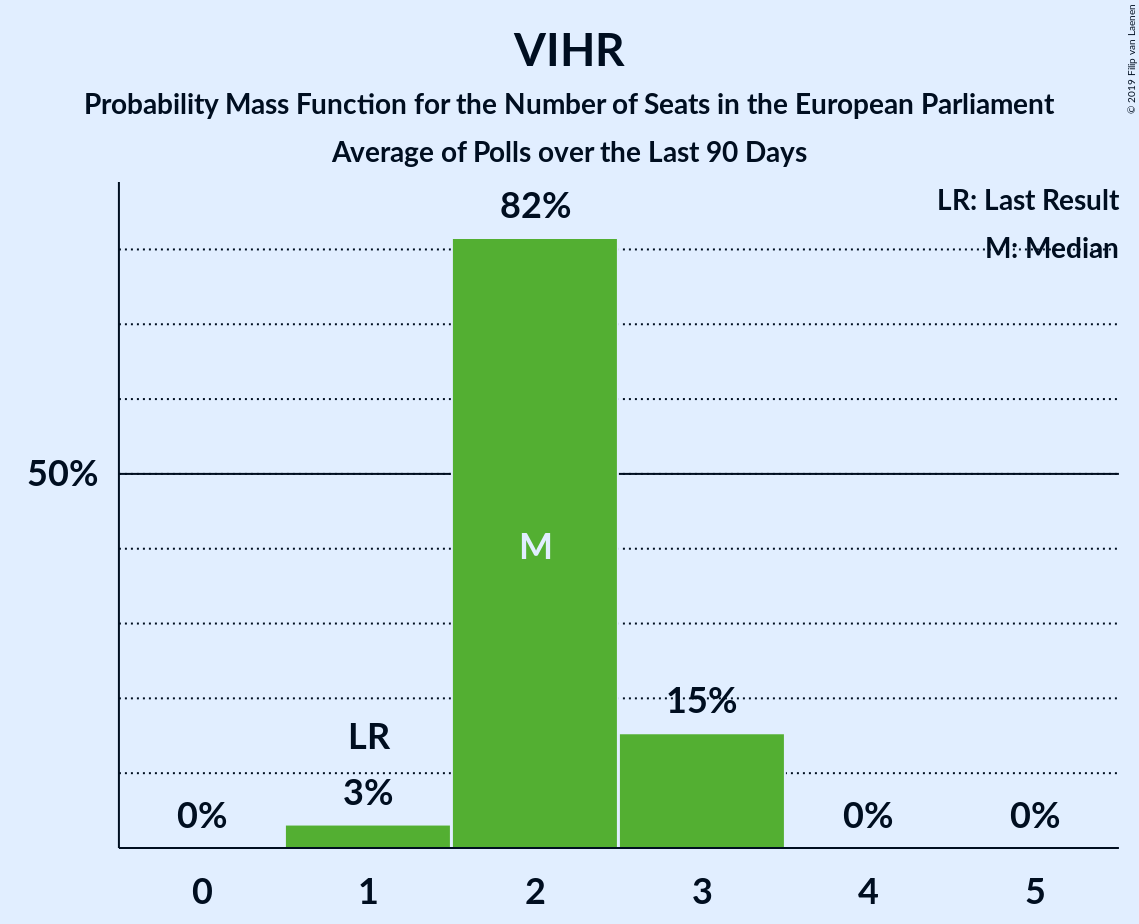 VIHR
Probability Mass Function for the Number of Seats in the European Parliament
Average of Polls over the Last 90 Days
© 2019 Filip van Laenen
LR: Last Result
M: Median
82%
50%
M
15%
LR
3%
0%
0%
0%
0 1 2 3 4 5